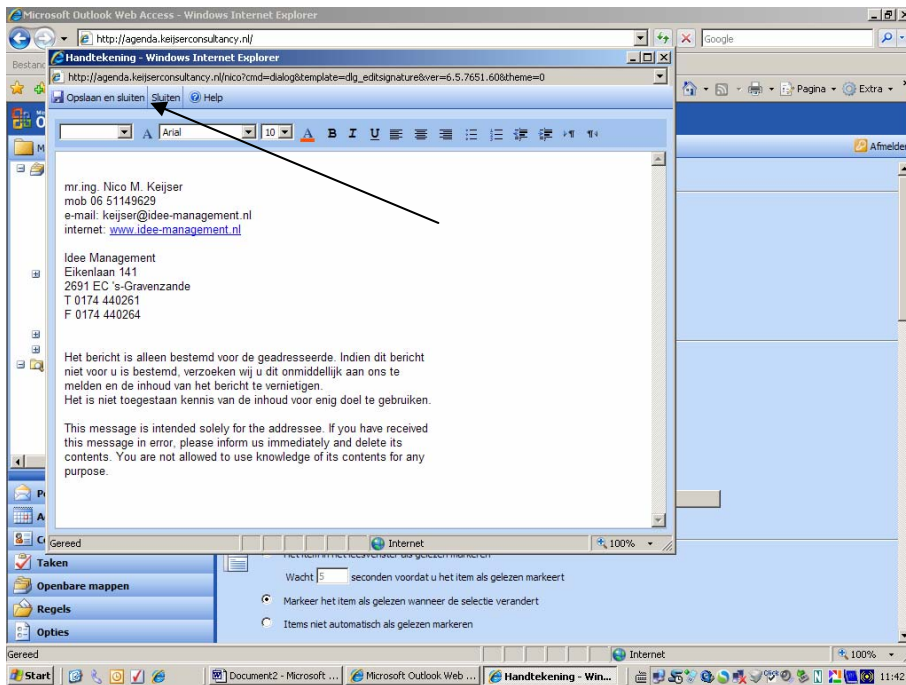 Microsoft Outlook Web Access - Windows Internet Explorer
http://agenda.keijserconsultancy.nl/
Google
Handtekening - Windows Internet Explorer
http://agenda.keijserconsultancy.nl/nico?cmd=dialog&template=dlg_editsignature&ver=6.5.7651.60&theme=0
Pagina
Extra
Opslaan en sluiten
Sluiten
Help
Afmelden
Arial
10
A
B I U
mr.ing. Nico M. Keijser
mob 06 51149629
e-mail: keijser@idee-management.nl
internet: www.idee-management.nl
Idee Management
Eikenlaan 141
2691 EC 's-Gravenzande
T 0174 440261
F 0174 440264
Het bericht is alleen bestemd voor de geadresseerde. Indien dit bericht
niet voor u is bestemd, verzoeken wij u dit onmiddellijk aan ons te
melden en de inhoud van het bericht te vernietigen.
Het is niet toegestaan kennis van de inhoud voor enig doel te gebruiken.
This message is intended solely for the addressee. If you have received
this message in error, please inform us immediately and delete its
contents. You are not allowed to use knowledge of its contents for any
purpose.
Gereed
Internet
100%
Taken
Openbare mappen
Regels
Opties
Het item in het leesvenster als gelezen markeren
Wacht 5 seconden voordat u het item als gelezen markeert
Markeer het item als gelezen wanneer de selectie verandert
Items niet automatisch als gelezen markeren
Gereed
Internet
100%
Start
Document2 - Microsoft ...
Microsoft Outlook Web ...
Handtekening - Win...
11:42